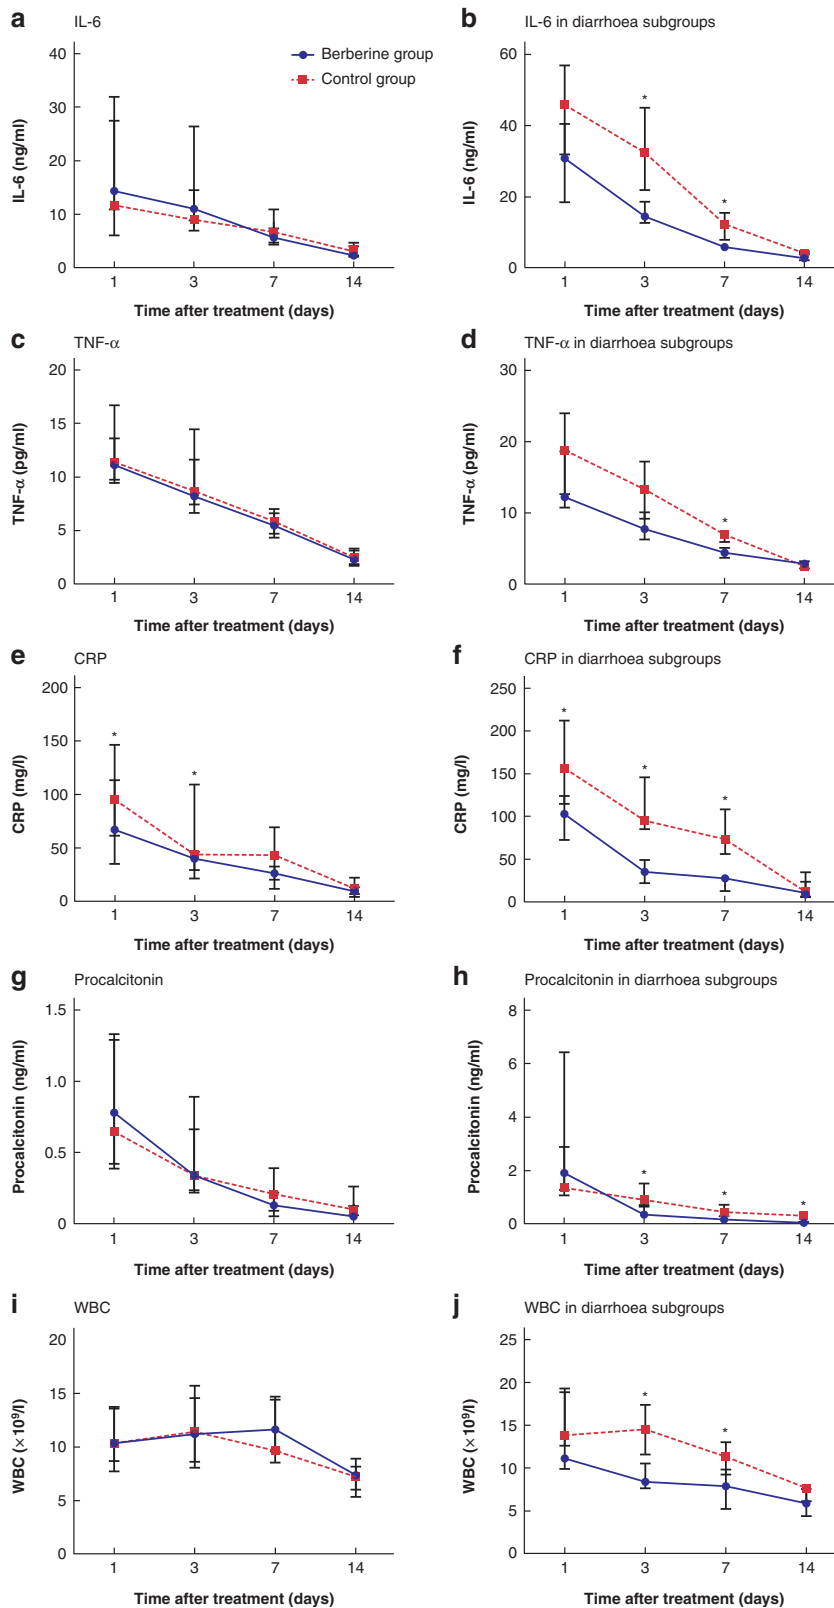 a IL-6
40
30
20
10
0
IL-6 (ng/ml)
Berberine group
Control group
1 3 7 14
Time after treatment (days)
b IL-6 in diarrhoea subgroups
60
40
20
0
IL-6 (ng/ml)
* *
1 3 7 14
Time after treatment (days)
c TNF-α
20
15
10
5
0
TNF-α (pg/ml)
1 3 7 14
Time after treatment (days)
d TNF-α in diarrhoea subgroups
30
20
10
0
TNF-α (pg/ml)
*
1 3 7 14
Time after treatment (days)
e CRP
200
150
100
50
0
CRP (mg/l)
* *
1 3 7 14
Time after treatment (days)
f CRP in diarrhoea subgroups
250
200
150
100
50
0
CRP (mg/l)
* * *
1 3 7 14
Time after treatment (days)
g Procalcitonin
1.5
1.0
0.5
0
Procalcitonin (ng/ml)
1 3 7 14
Time after treatment (days)
h Procalcitonin in diarrhoea subgroups
8
6
4
2
0
Procalcitonin (ng/ml)
* * *
1 3 7 14
Time after treatment (days)
i WBC
20
15
10
5
0
WBC (×10⁹/l)
1 3 7 14
Time after treatment (days)
j WBC in diarrhoea subgroups
25
20
15
10
5
0
WBC (×10⁹/l)
* *
1 3 7 14
Time after treatment (days)